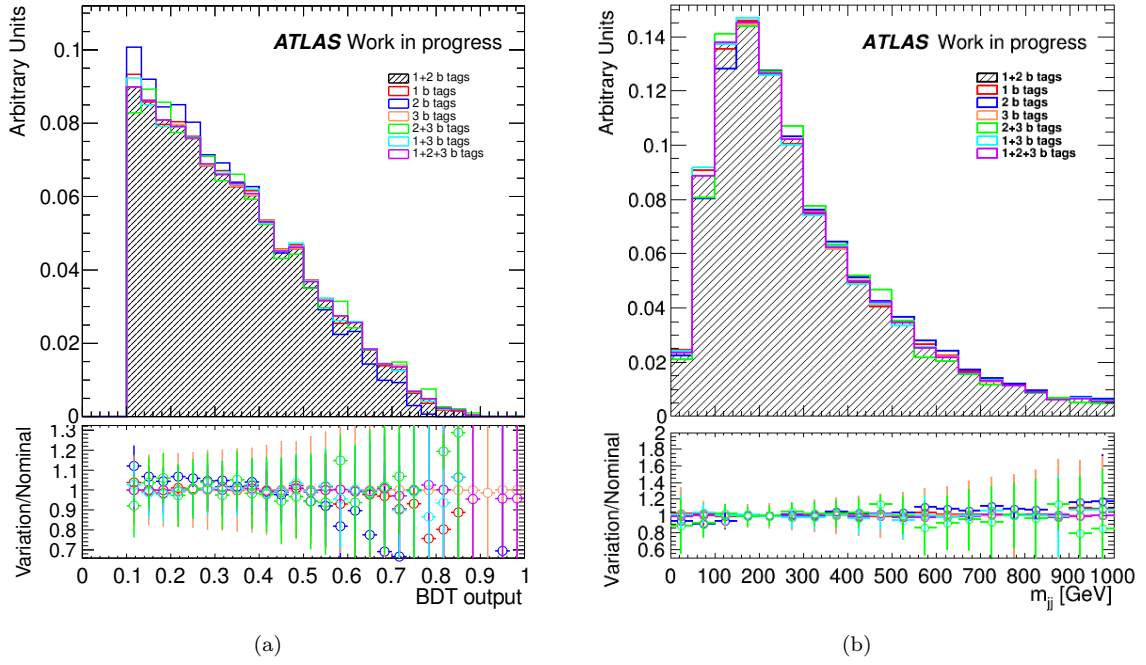 Arbitrary Units
ATLAS Work in progress
1+2 b tags
1 b tags
2 b tags
3 b tags
2+3 b tags
1+3 b tags
1+2+3 b tags
0.1
0.08
0.06
0.04
0.02
0
Variation/Nominal
1.3
1.2
1.1
1
0.9
0.8
0.7
0 0.1 0.2 0.3 0.4 0.5 0.6 0.7 0.8 0.9 1
BDT output
(a)
Arbitrary Units
ATLAS Work in progress
1+2 b tags
1 b tags
2 b tags
3 b tags
2+3 b tags
1+3 b tags
1+2+3 b tags
0.14
0.12
0.1
0.08
0.06
0.04
0.02
0
Variation/Nominal
2
1.8
1.6
1.4
1.2
1
0.8
0.6
0 100 200 300 400 500 600 700 800 900 1000
m_jj [GeV]
(b)